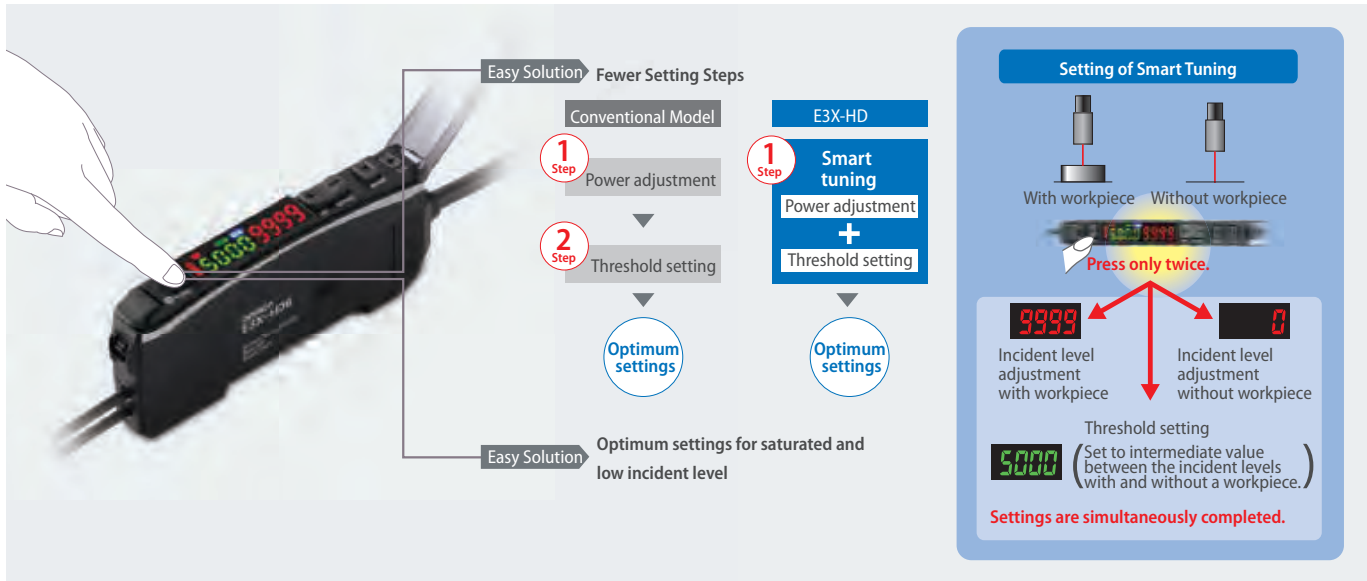 Easy Solution
Fewer Setting Steps
Conventional Model
1
Step
Power adjustment
2
Step
Threshold setting
Optimum
settings
E3X-HD
1
Step
Smart
tuning
Power adjustment
+
Threshold setting
Optimum
settings
Easy Solution
Optimum settings for saturated and
low incident level
5000 9999
E3X-HD
Setting of Smart Tuning
With workpiece
Without workpiece
5000 9999
Press only twice.
9999
Incident level
adjustment
with workpiece
0
Incident level
adjustment
without workpiece
Threshold setting
5000
(Set to intermediate value
between the incident levels
with and without a workpiece.)
Settings are simultaneously completed.